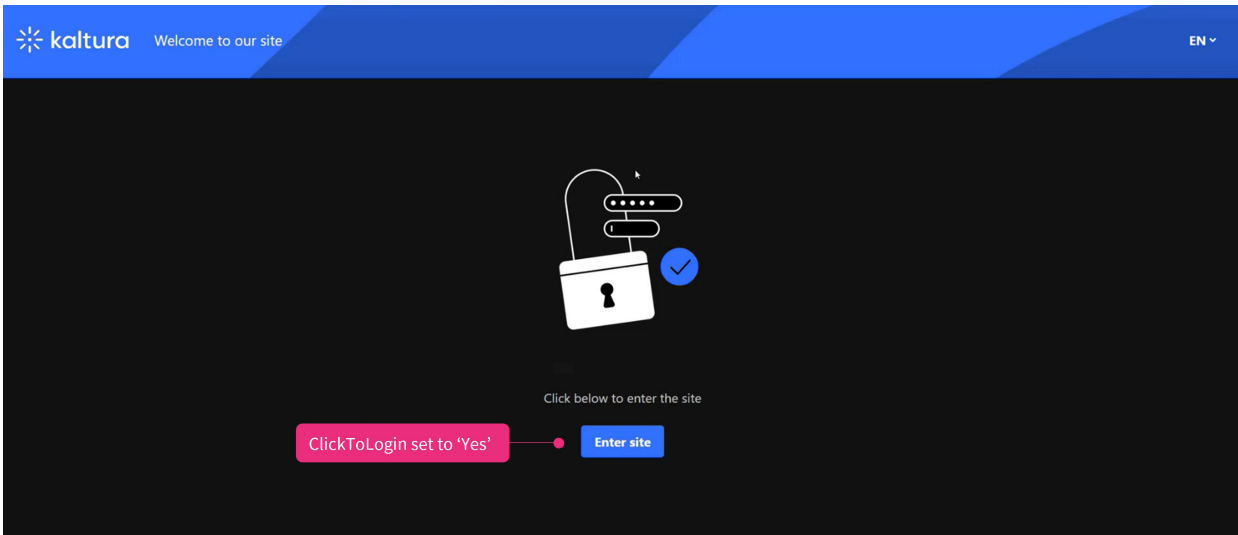 kaltura Welcome to our site EN
Click below to enter the site
ClickToLogin set to ‘Yes’ Enter site